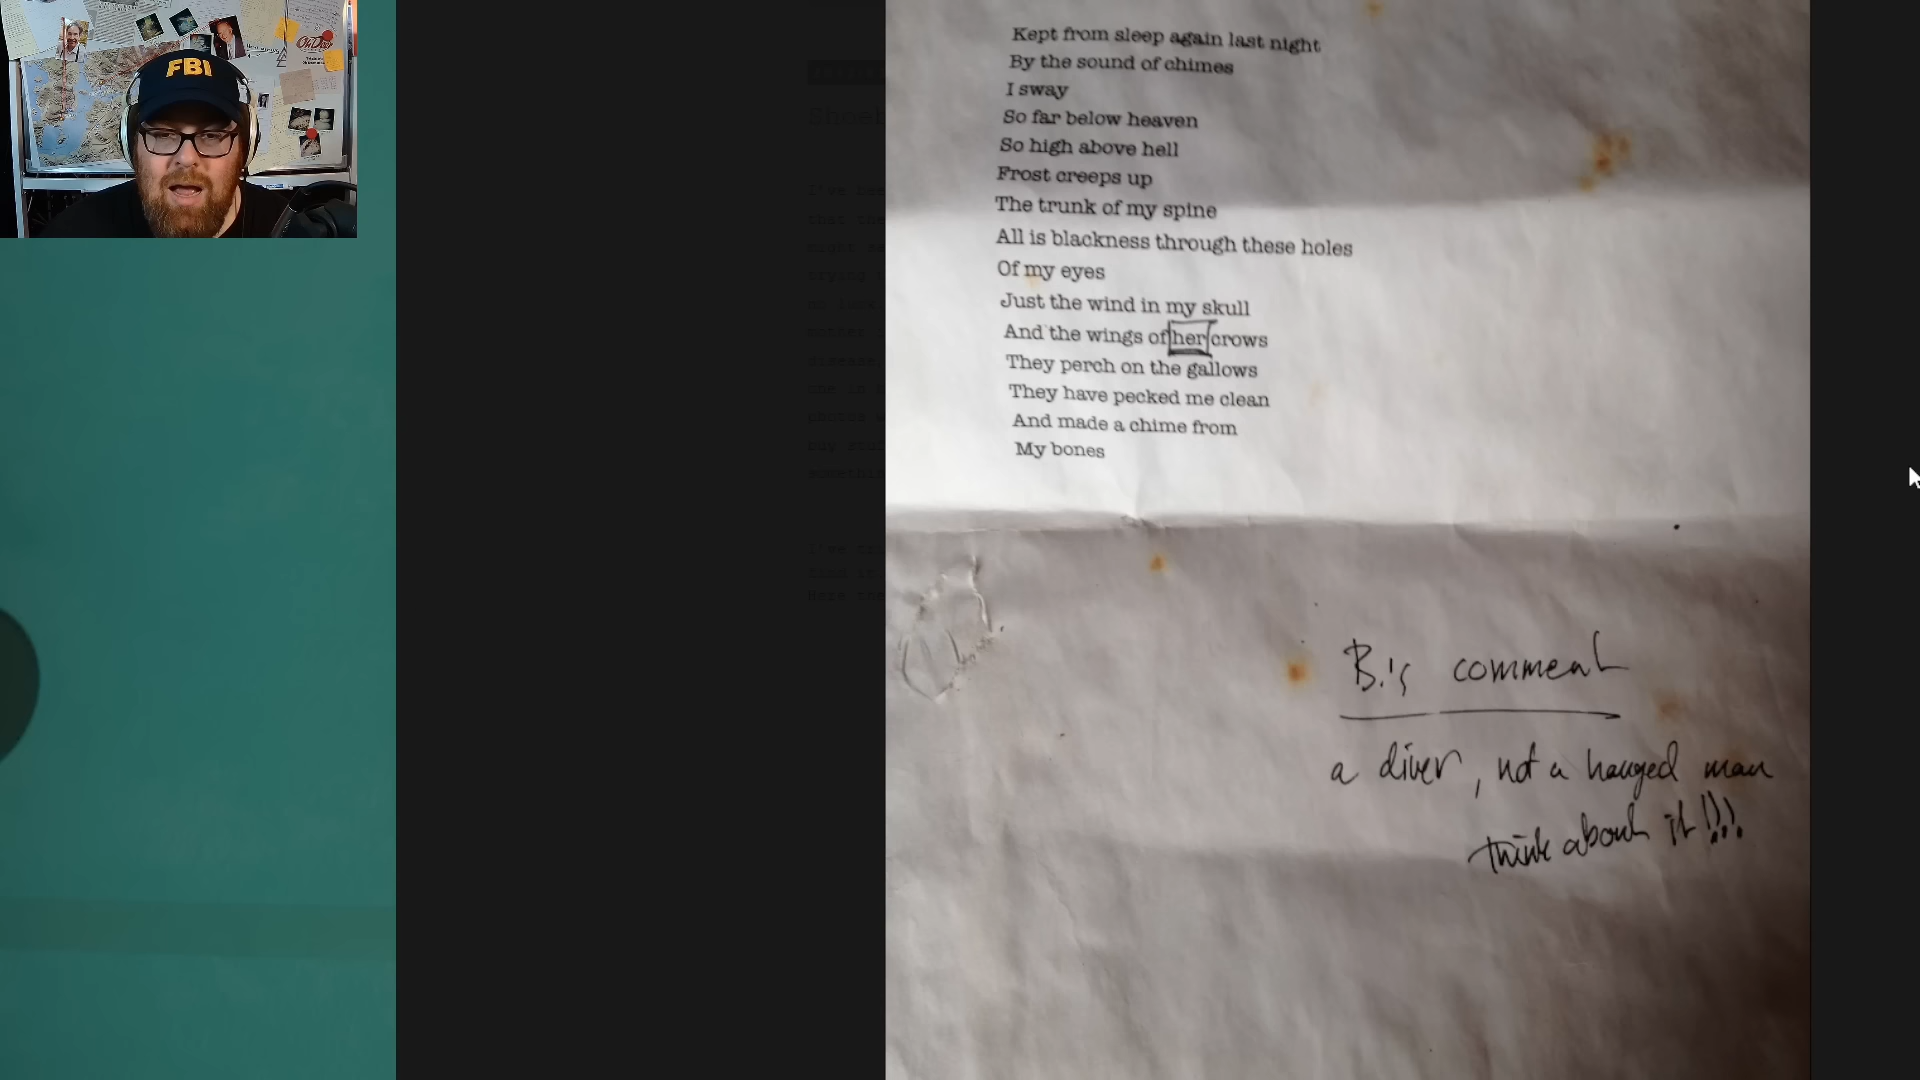 FBI
Kept from sleep again last night
By the sound of chimes
I sway
So far below heaven
So high above hell
Frost creeps up
The trunk of my spine
All is blackness through these holes
Of my eyes
Just the wind in my skull
And the wings of her crows
They perch on the gallows
They have pecked me clean
And made a chime from
My bones
B.'s comment
a diver, not a hanged man
think about it!!!